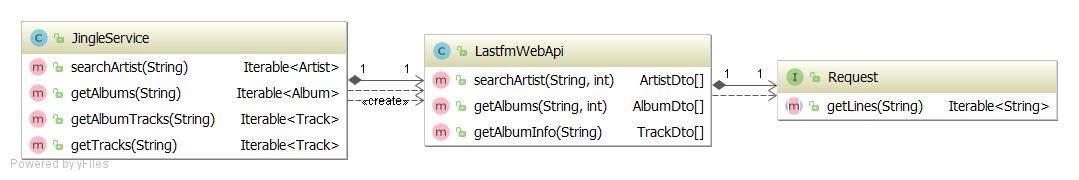 C JingleService
m searchArtist(String) Iterable<Artist>
m getAlbums(String) Iterable<Album>
m getAlbumTracks(String) Iterable<Track>
m getTracks(String) Iterable<Track>
1 1
«create»
C LastfmWebApi
m searchArtist(String, int) ArtistDto[]
m getAlbums(String, int) AlbumDto[]
m getAlbumInfo(String) TrackDto[]
1 1
I Request
m getLines(String) Iterable<String>
Powered by yFiles